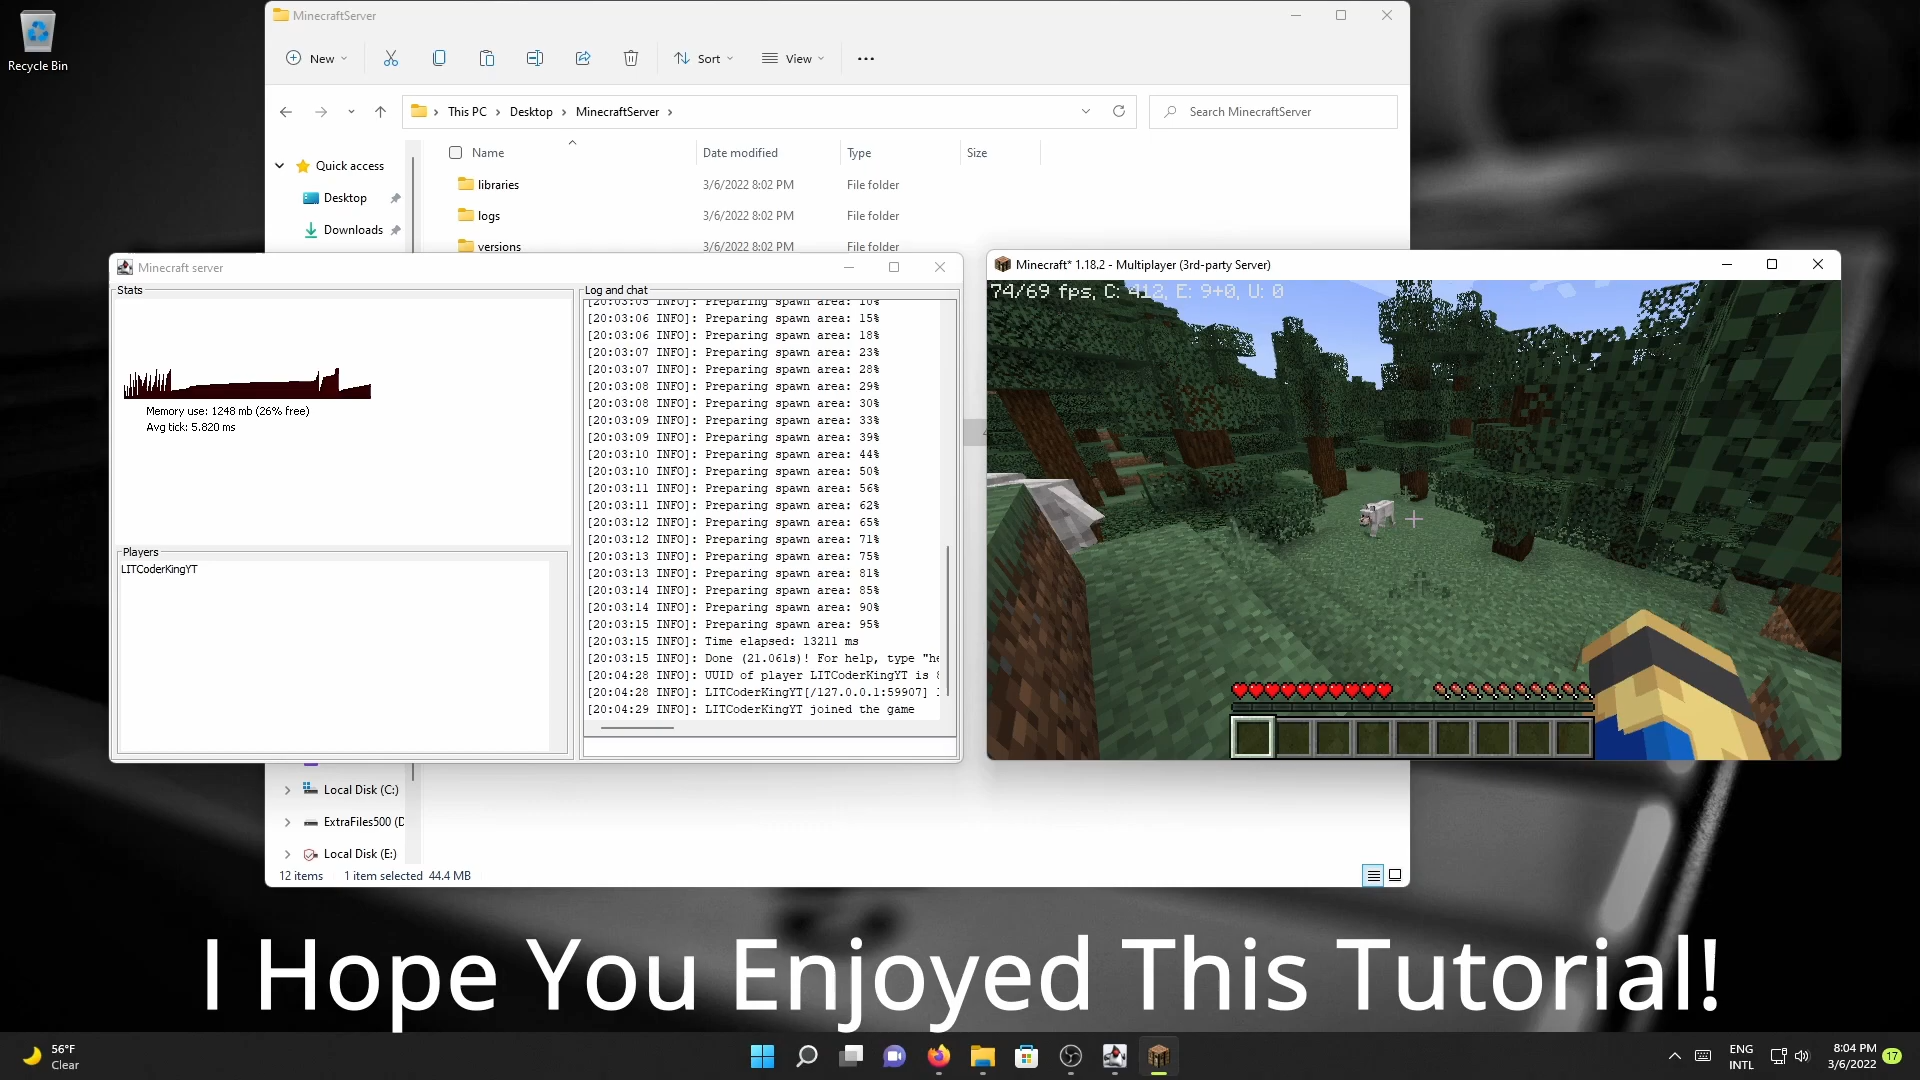 Recycle Bin
MinecraftServer
New
Sort
View
This PC
Desktop
MinecraftServer
Search MinecraftServer
Name
Date modified
Type
Size
Quick access
Desktop
Downloads
libraries
3/6/2022 8:02 PM
File folder
logs
3/6/2022 8:02 PM
File folder
versions
3/6/2022 8:02 PM
File folder
Minecraft server
Stats
Memory use: 1248 mb (26% free)
Avg tick: 5.820 ms
Players
LITCoderKingYT
Log and chat
[20:03:05 INFO]: Preparing spawn area: 10%
[20:03:06 INFO]: Preparing spawn area: 15%
[20:03:06 INFO]: Preparing spawn area: 18%
[20:03:07 INFO]: Preparing spawn area: 23%
[20:03:07 INFO]: Preparing spawn area: 28%
[20:03:08 INFO]: Preparing spawn area: 29%
[20:03:08 INFO]: Preparing spawn area: 30%
[20:03:09 INFO]: Preparing spawn area: 33%
[20:03:09 INFO]: Preparing spawn area: 39%
[20:03:10 INFO]: Preparing spawn area: 44%
[20:03:10 INFO]: Preparing spawn area: 50%
[20:03:11 INFO]: Preparing spawn area: 56%
[20:03:11 INFO]: Preparing spawn area: 62%
[20:03:12 INFO]: Preparing spawn area: 65%
[20:03:12 INFO]: Preparing spawn area: 71%
[20:03:13 INFO]: Preparing spawn area: 75%
[20:03:13 INFO]: Preparing spawn area: 81%
[20:03:14 INFO]: Preparing spawn area: 85%
[20:03:14 INFO]: Preparing spawn area: 90%
[20:03:15 INFO]: Preparing spawn area: 95%
[20:03:15 INFO]: Time elapsed: 13211 ms
[20:03:15 INFO]: Done (21.061s)! For help, type "he
[20:04:28 INFO]: UUID of player LITCoderKingYT is
[20:04:28 INFO]: LITCoderKingYT[/127.0.0.1:59907]
[20:04:29 INFO]: LITCoderKingYT joined the game
Minecraft* 1.18.2 - Multiplayer (3rd-party Server)
74/69 fps, C: 412, E: 9+0, U: 0
Local Disk (C:)
ExtraFiles500 (D
Local Disk (E:)
12 items
1 item selected 44.4 MB
I Hope You Enjoyed This Tutorial!
56°F
Clear
ENG
INTL
8:04 PM
3/6/2022
17